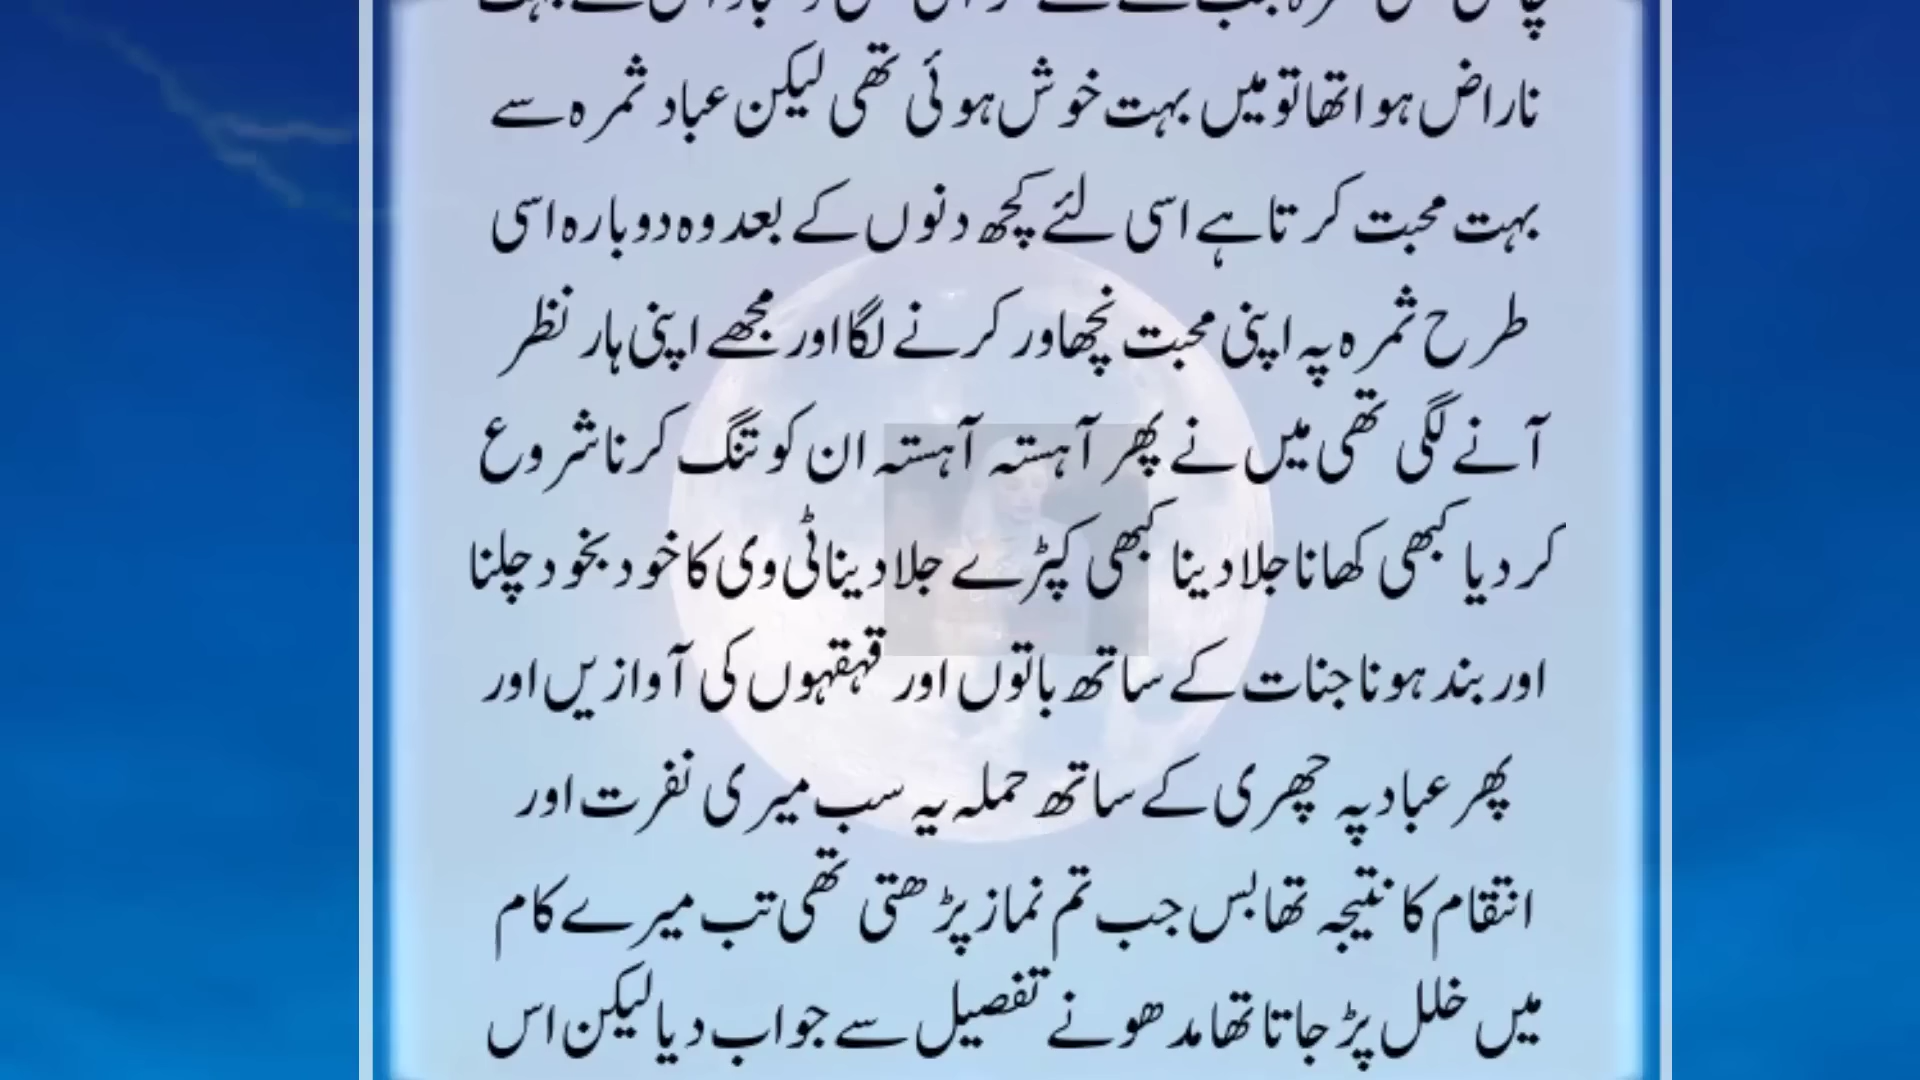 ناراض ہوا تھا تو میں بہت خوش ہوئی تھی لیکن عباد ثمرہ سے
بہت محبت کرتا ہے اسی لئے کچھ دنوں کے بعد وہ دوبارہ اسی
طرح ثمرہ پہ اپنی محبت نچھاور کرنے لگا اور مجھے اپنی ہار نظر
آنے لگی تھی میں نے پھر آہستہ آہستہ ان کو تنگ کرنا شروع
کر دیا کبھی کھانا جلا دینا کبھی کپڑے جلا دینا ٹی وی کا خود بخود چلنا
اور بند ہونا جنات کے ساتھ باتوں اور قہقہوں کی آوازیں اور
پھر عباد پہ چھری کے ساتھ حملہ یہ سب میری نفرت اور
انتقام کا نتیجہ تھا بس جب تم نماز پڑھتی تھی تب میرے کام
میں خلل پڑ جاتا تھا مدھو نے تفصیل سے جواب دیا لیکن اس